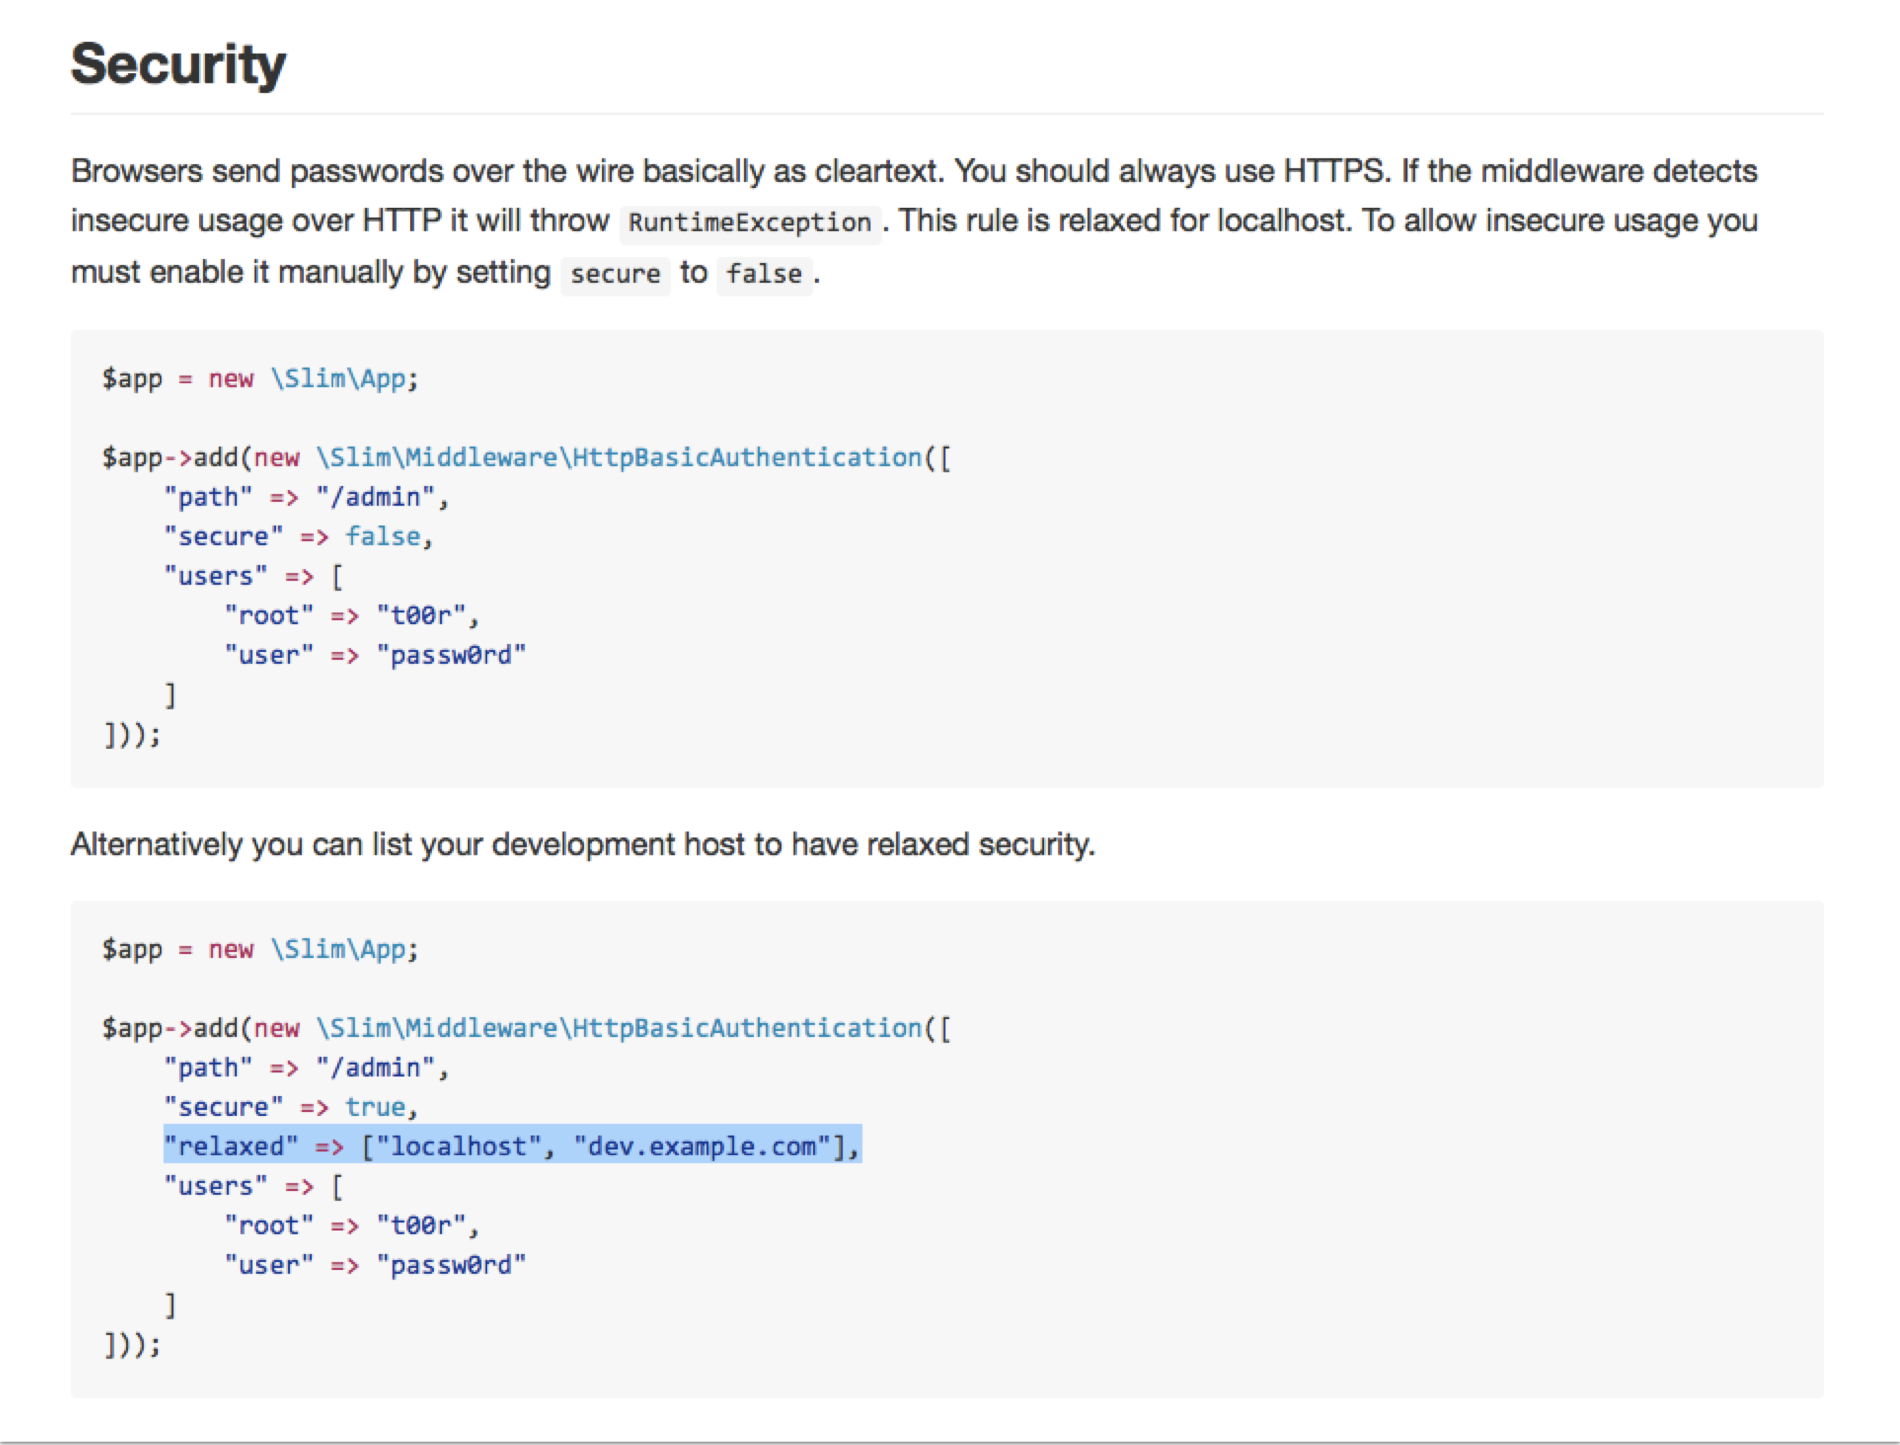 Security
Browsers send passwords over the wire basically as cleartext. You should always use HTTPS. If the middleware detects
insecure usage over HTTP it will throw RuntimeException . This rule is relaxed for localhost. To allow insecure usage you
must enable it manually by setting secure to false .
$app = new \Slim\App;
$app->add(new \Slim\Middleware\HttpBasicAuthentication([
    "path" => "/admin",
    "secure" => false,
    "users" => [
        "root" => "t00r",
        "user" => "passw0rd"
    ]
]));
Alternatively you can list your development host to have relaxed security.
$app = new \Slim\App;
$app->add(new \Slim\Middleware\HttpBasicAuthentication([
    "path" => "/admin",
    "secure" => true,
    "relaxed" => ["localhost", "dev.example.com"],
    "users" => [
        "root" => "t00r",
        "user" => "passw0rd"
    ]
]));